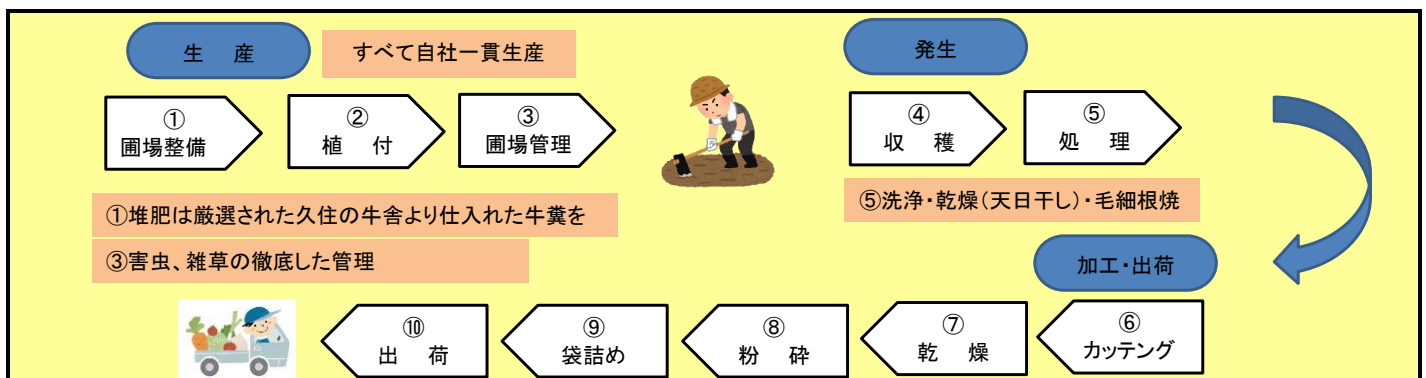 生　産
すべて自社一貫生産
発生
①
圃場整備
②
植　付
③
圃場管理
④
収　穫
⑤
処　理
①堆肥は厳選された久住の牛舎より仕入れた牛糞を
⑤洗浄・乾燥(天日干し)・毛細根焼
③害虫、雑草の徹底した管理
加工・出荷
⑩
出　荷
⑨
袋詰め
⑧
粉　砕
⑦
乾　燥
⑥
カッテング